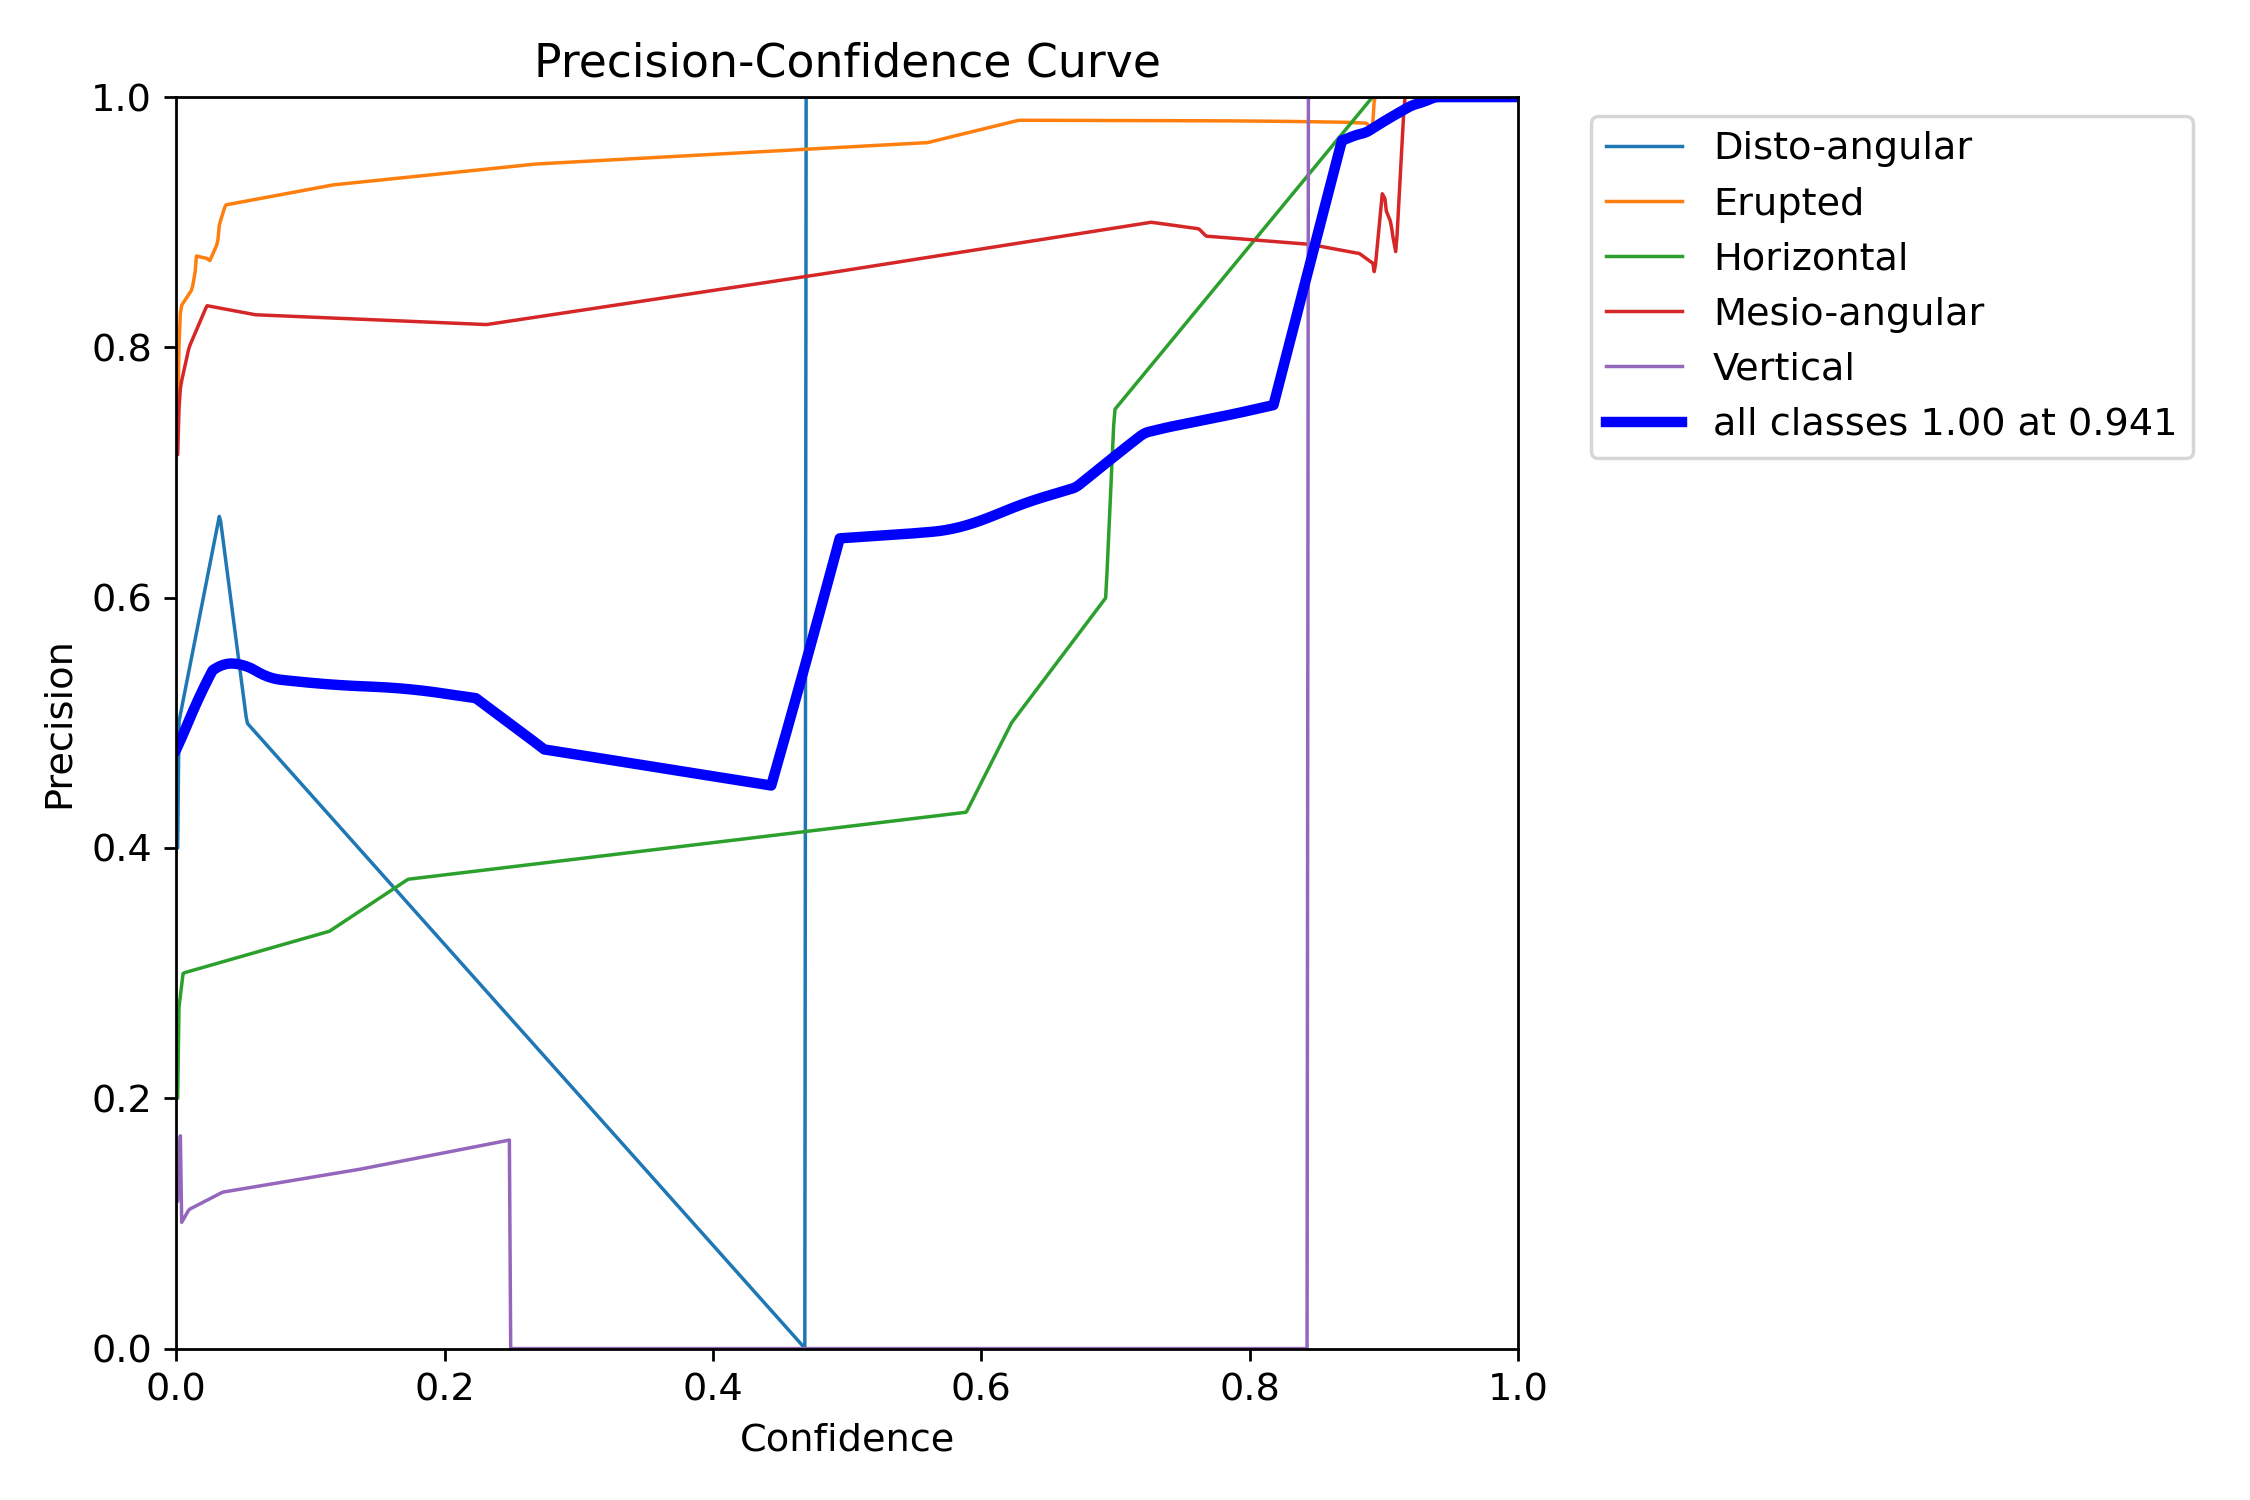 Precision-Confidence Curve
1.0
0.8
0.6
0.4
0.2
0.0
Precision
0.0 0.2 0.4 0.6 0.8 1.0
Confidence
Disto-angular
Erupted
Horizontal
Mesio-angular
Vertical
all classes 1.00 at 0.941